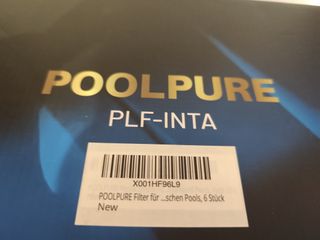 POOLPURE
PLF-INTA
X001HF96L9
POOLPURE Filter für ...schen Pools, 6 Stück
New